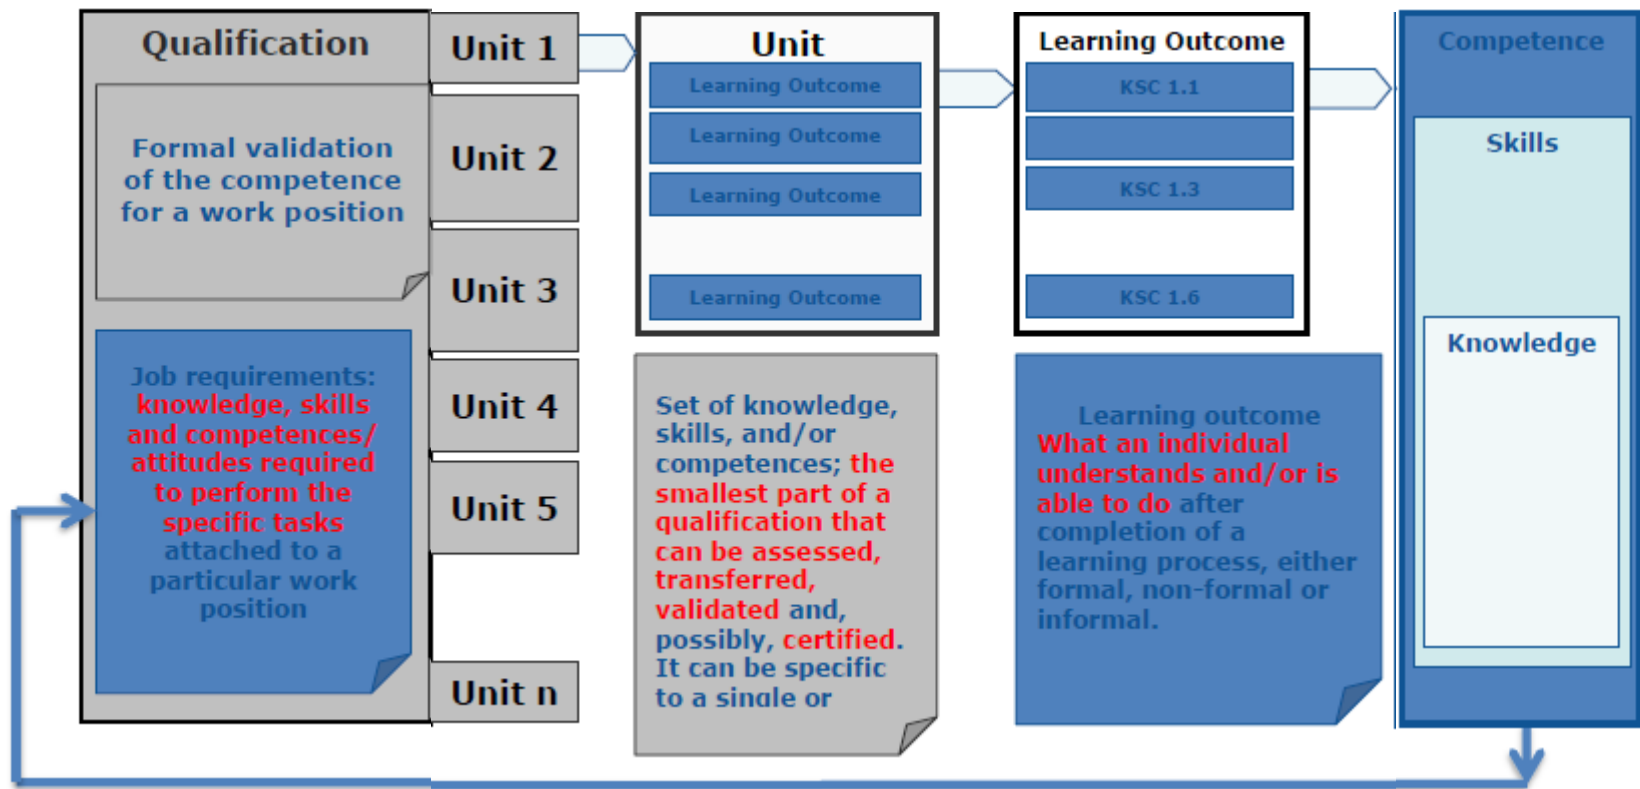 Qualification
Formal validation
of the competence
for a work position
Job requirements:
knowledge, skills
and competences/
attitudes required
to perform the
specific tasks
attached to a
particular work
position
Unit 1
Unit 2
Unit 3
Unit 4
Unit 5
Unit n
Unit
Learning Outcome
Learning Outcome
Learning Outcome
Learning Outcome
Set of knowledge,
skills, and/or
competences; the
smallest part of a
qualification that
can be assessed,
transferred,
validated and,
possibly, certified.
It can be specific
to a single or
Learning Outcome
KSC 1.1
KSC 1.3
KSC 1.6
Learning outcome
What an individual
understands and/or is
able to do after
completion of a
learning process, either
formal, non-formal or
informal.
Competence
Skills
Knowledge